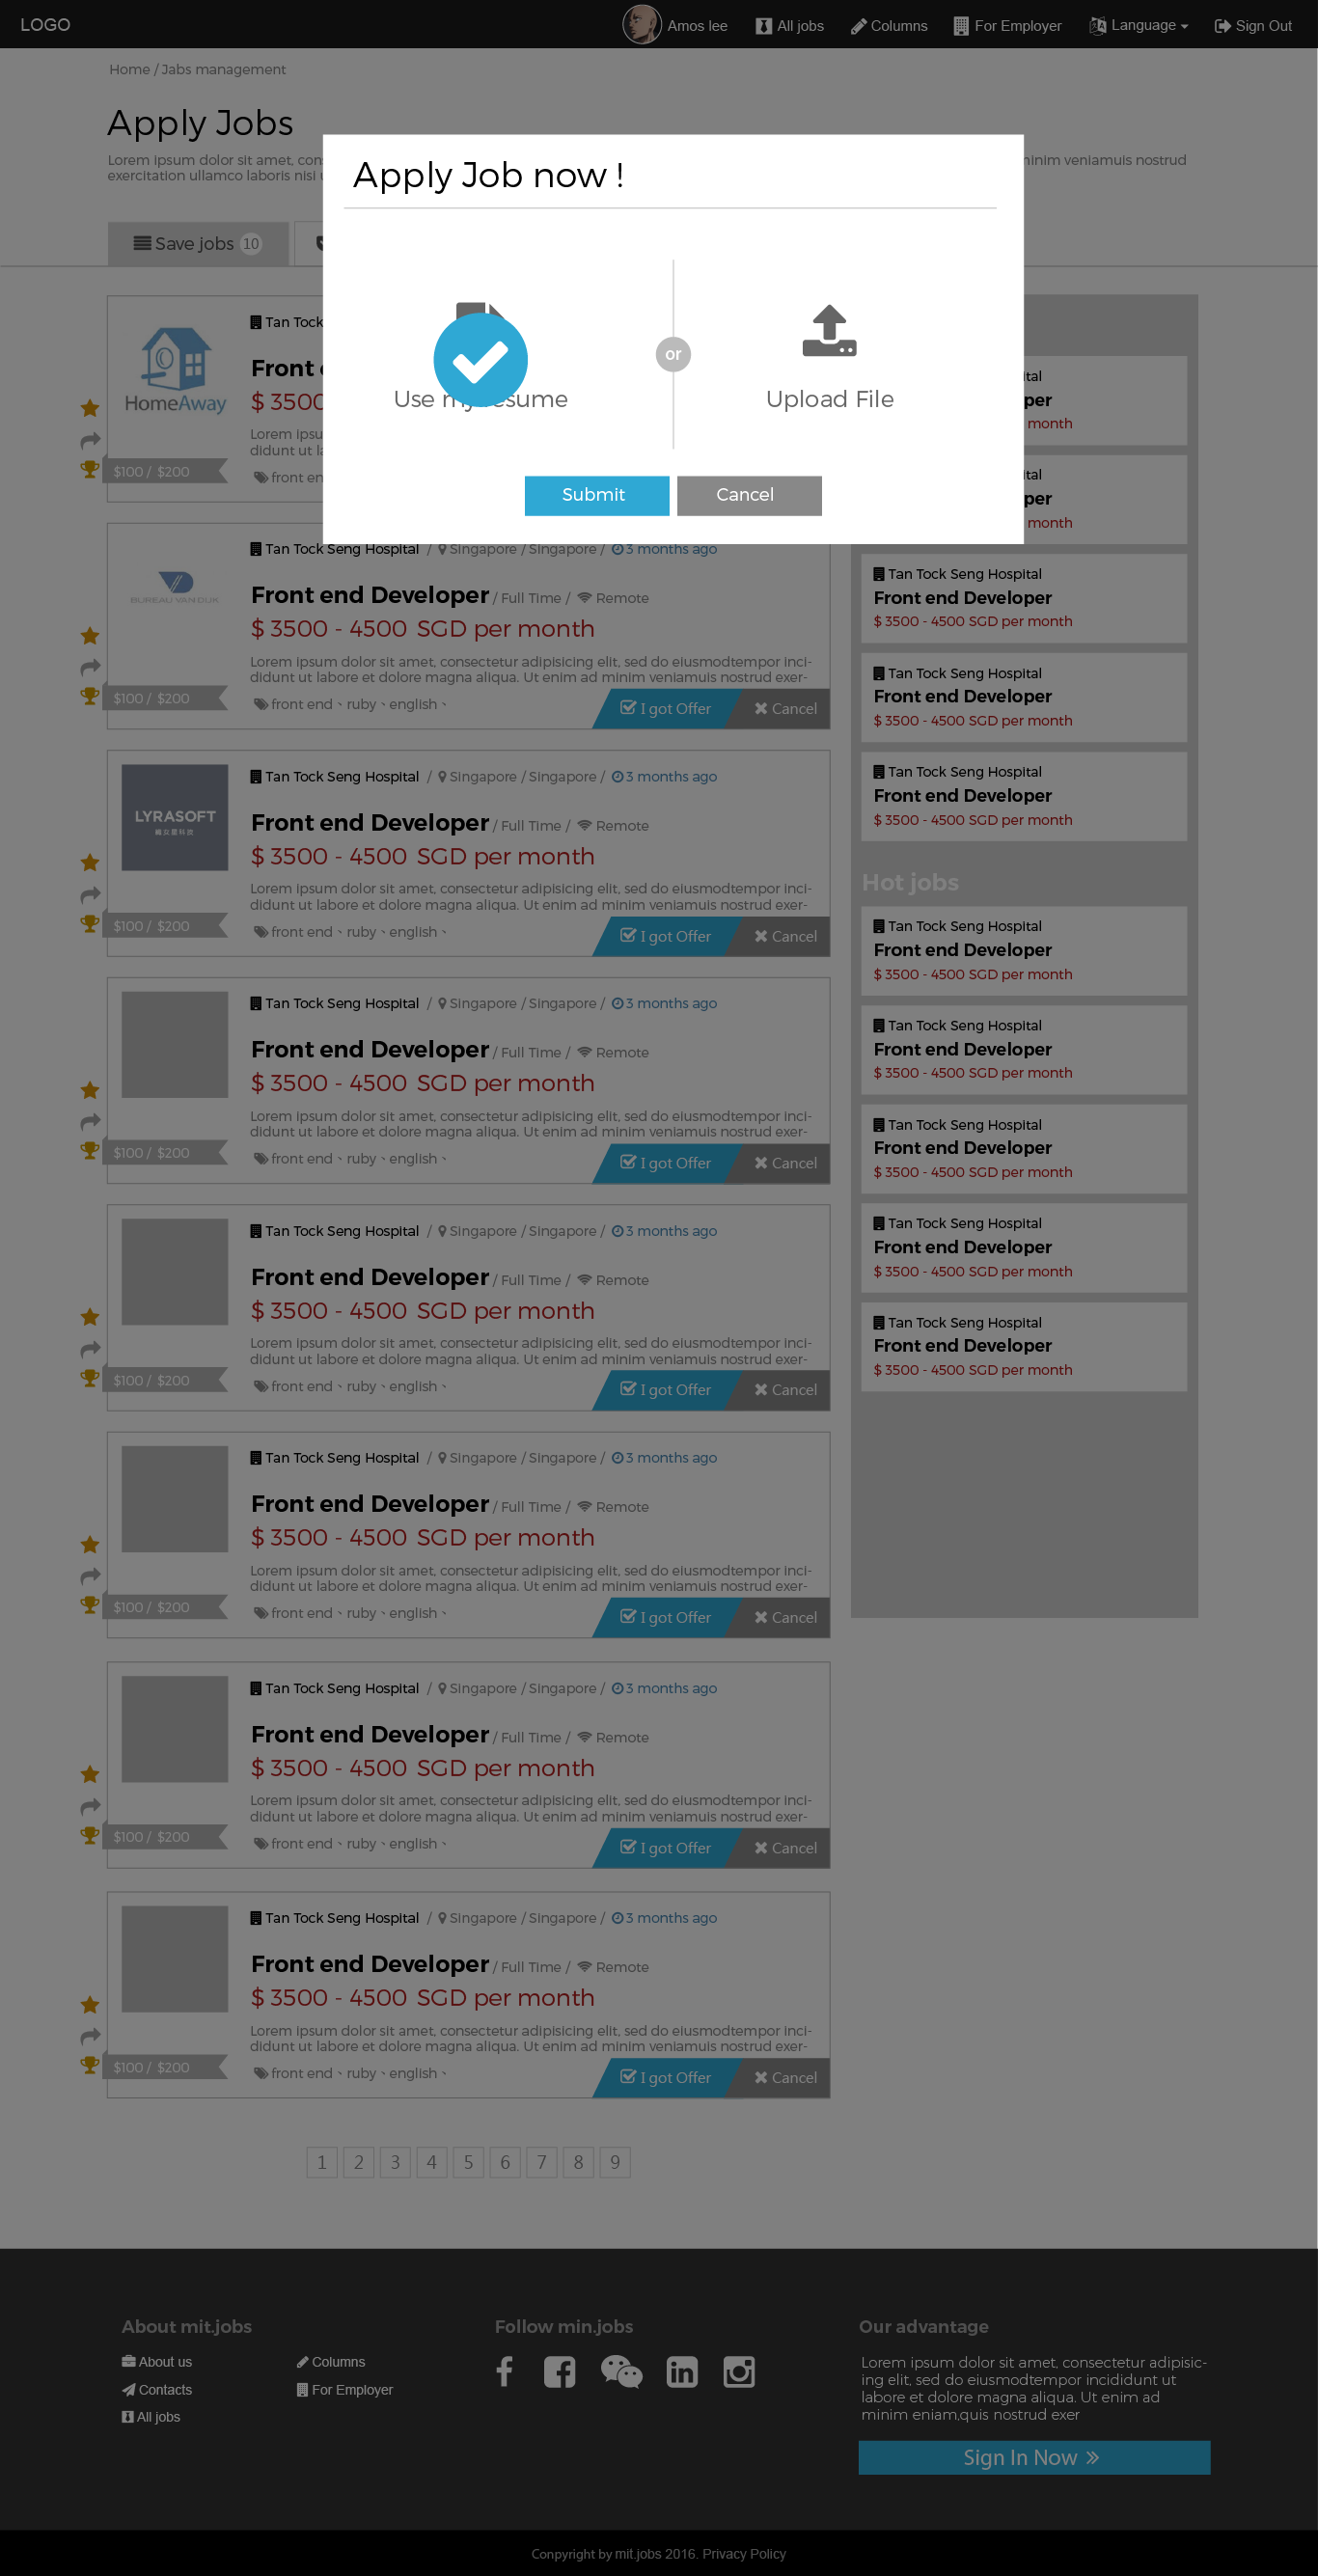 LOGO
Amos lee
All jobs
Columns
For Employer
Language
Sign Out
Home / Jabs management
Apply Jobs
Lorem ipsum dolor sit amet, con
veniamuis nostrud
exercitation ullamco laboris nisi
Save jobs 10
Apply Job now !
Use my resume
or
Upload File
Submit
Cancel
HomeAway
$100 / $200
Tan Tock
Front
$ 3500
Lorem ips
didunt ut la
front en
BUREAU VAN DIJK
$100 / $200
Tan Tock Seng Hospital / Singapore / Singapore / 3 months ago
Front end Developer / Full Time / Remote
$ 3500 - 4500 SGD per month
Lorem ipsum dolor sit amet, consectetur adipisicing elit, sed do eiusmodtempor inci-
didunt ut labore et dolore magna aliqua. Ut enim ad minim veniamuis nostrud exer-
front end、ruby、english、
I got Offer
Cancel
LYRASOFT
$100 / $200
Tan Tock Seng Hospital / Singapore / Singapore / 3 months ago
Front end Developer / Full Time / Remote
$ 3500 - 4500 SGD per month
Lorem ipsum dolor sit amet, consectetur adipisicing elit, sed do eiusmodtempor inci-
didunt ut labore et dolore magna aliqua. Ut enim ad minim veniamuis nostrud exer-
front end、ruby、english、
I got Offer
Cancel
$100 / $200
Tan Tock Seng Hospital / Singapore / Singapore / 3 months ago
Front end Developer / Full Time / Remote
$ 3500 - 4500 SGD per month
Lorem ipsum dolor sit amet, consectetur adipisicing elit, sed do eiusmodtempor inci-
didunt ut labore et dolore magna aliqua. Ut enim ad minim veniamuis nostrud exer-
front end、ruby、english、
I got Offer
Cancel
$100 / $200
Tan Tock Seng Hospital / Singapore / Singapore / 3 months ago
Front end Developer / Full Time / Remote
$ 3500 - 4500 SGD per month
Lorem ipsum dolor sit amet, consectetur adipisicing elit, sed do eiusmodtempor inci-
didunt ut labore et dolore magna aliqua. Ut enim ad minim veniamuis nostrud exer-
front end、ruby、english、
I got Offer
Cancel
$100 / $200
Tan Tock Seng Hospital / Singapore / Singapore / 3 months ago
Front end Developer / Full Time / Remote
$ 3500 - 4500 SGD per month
Lorem ipsum dolor sit amet, consectetur adipisicing elit, sed do eiusmodtempor inci-
didunt ut labore et dolore magna aliqua. Ut enim ad minim veniamuis nostrud exer-
front end、ruby、english、
I got Offer
Cancel
$100 / $200
Tan Tock Seng Hospital / Singapore / Singapore / 3 months ago
Front end Developer / Full Time / Remote
$ 3500 - 4500 SGD per month
Lorem ipsum dolor sit amet, consectetur adipisicing elit, sed do eiusmodtempor inci-
didunt ut labore et dolore magna aliqua. Ut enim ad minim veniamuis nostrud exer-
front end、ruby、english、
I got Offer
Cancel
$100 / $200
Tan Tock Seng Hospital / Singapore / Singapore / 3 months ago
Front end Developer / Full Time / Remote
$ 3500 - 4500 SGD per month
Lorem ipsum dolor sit amet, consectetur adipisicing elit, sed do eiusmodtempor inci-
didunt ut labore et dolore magna aliqua. Ut enim ad minim veniamuis nostrud exer-
front end、ruby、english、
I got Offer
Cancel
1 2 3 4 5 6 7 8 9
ital
per
month
ital
per
month
Tan Tock Seng Hospital
Front end Developer
$ 3500 - 4500 SGD per month
Tan Tock Seng Hospital
Front end Developer
$ 3500 - 4500 SGD per month
Tan Tock Seng Hospital
Front end Developer
$ 3500 - 4500 SGD per month
Hot jobs
Tan Tock Seng Hospital
Front end Developer
$ 3500 - 4500 SGD per month
Tan Tock Seng Hospital
Front end Developer
$ 3500 - 4500 SGD per month
Tan Tock Seng Hospital
Front end Developer
$ 3500 - 4500 SGD per month
Tan Tock Seng Hospital
Front end Developer
$ 3500 - 4500 SGD per month
Tan Tock Seng Hospital
Front end Developer
$ 3500 - 4500 SGD per month
About mit.jobs
About us
Contacts
All jobs
Columns
For Employer
Follow min.jobs
Our advantage
Lorem ipsum dolor sit amet, consectetur adipisic-
ing elit, sed do eiusmodtempor incididunt ut
labore et dolore magna aliqua. Ut enim ad
minim eniam,quis nostrud exer
Sign In Now »
Conpyright by mit.jobs 2016. Privacy Policy